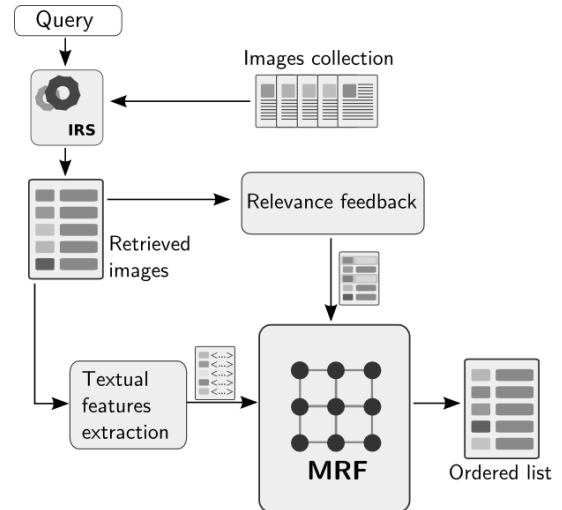 Query
Images collection
IRS
Relevance feedback
Retrieved
images
<...>
<...>
<...>
<...>
<...>
Textual
features
extraction
MRF
Ordered list